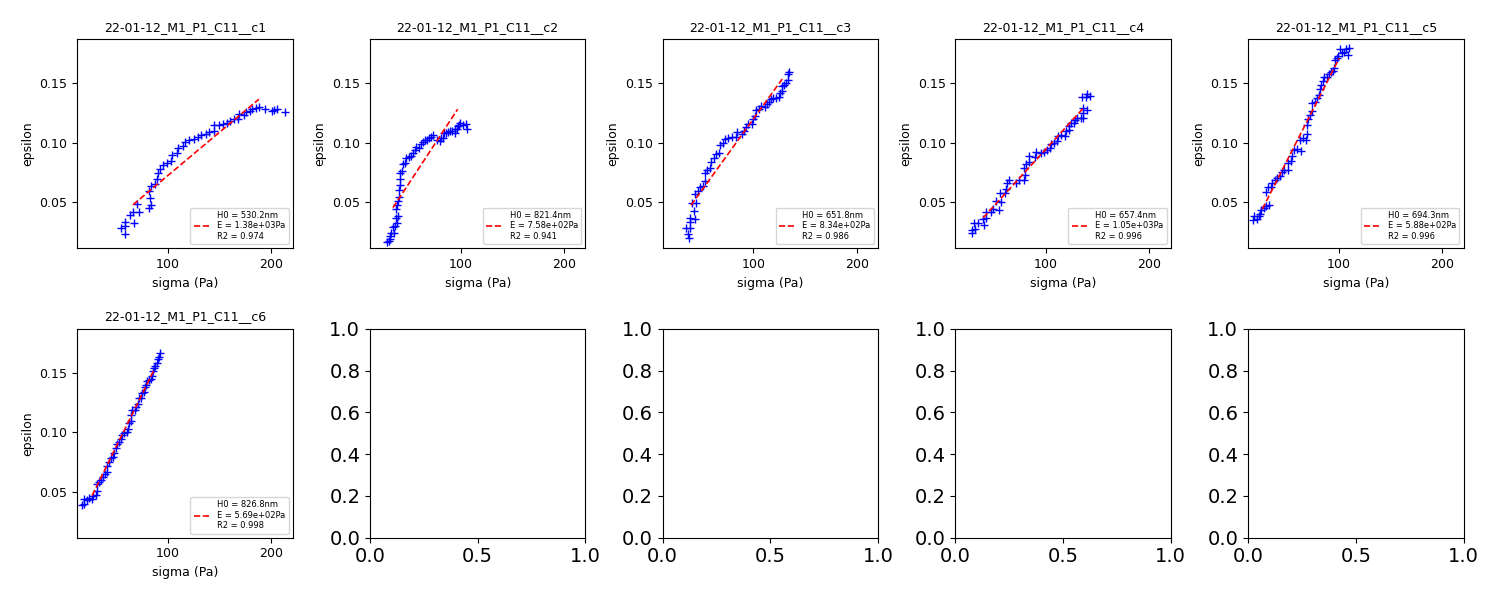 22-01-12_M1_P1_C11__c1
epsilon
0.15
0.10
0.05
H0 = 530.2nm
E = 1.38e+03Pa
R2 = 0.974
100
200
sigma (Pa)
22-01-12_M1_P1_C11__c2
epsilon
0.15
0.10
0.05
H0 = 821.4nm
E = 7.58e+02Pa
R2 = 0.941
100
200
sigma (Pa)
22-01-12_M1_P1_C11__c3
epsilon
0.15
0.10
0.05
H0 = 651.8nm
E = 8.34e+02Pa
R2 = 0.986
100
200
sigma (Pa)
22-01-12_M1_P1_C11__c4
epsilon
0.15
0.10
0.05
H0 = 657.4nm
E = 1.05e+03Pa
R2 = 0.996
100
200
sigma (Pa)
22-01-12_M1_P1_C11__c5
epsilon
0.15
0.10
0.05
H0 = 694.3nm
E = 5.88e+02Pa
R2 = 0.996
100
200
sigma (Pa)
22-01-12_M1_P1_C11__c6
epsilon
0.15
0.10
0.05
H0 = 826.8nm
E = 5.69e+02Pa
R2 = 0.998
100
200
sigma (Pa)
1.0
0.8
0.6
0.4
0.2
0.0
0.0
0.5
1.0
1.0
0.8
0.6
0.4
0.2
0.0
0.0
0.5
1.0
1.0
0.8
0.6
0.4
0.2
0.0
0.0
0.5
1.0
1.0
0.8
0.6
0.4
0.2
0.0
0.0
0.5
1.0